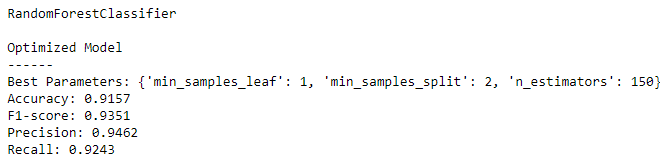 RandomForestClassifier
Optimized Model
------
Best Parameters: {'min_samples_leaf': 1, 'min_samples_split': 2, 'n_estimators': 150}
Accuracy: 0.9157
F1-score: 0.9351
Precision: 0.9462
Recall: 0.9243